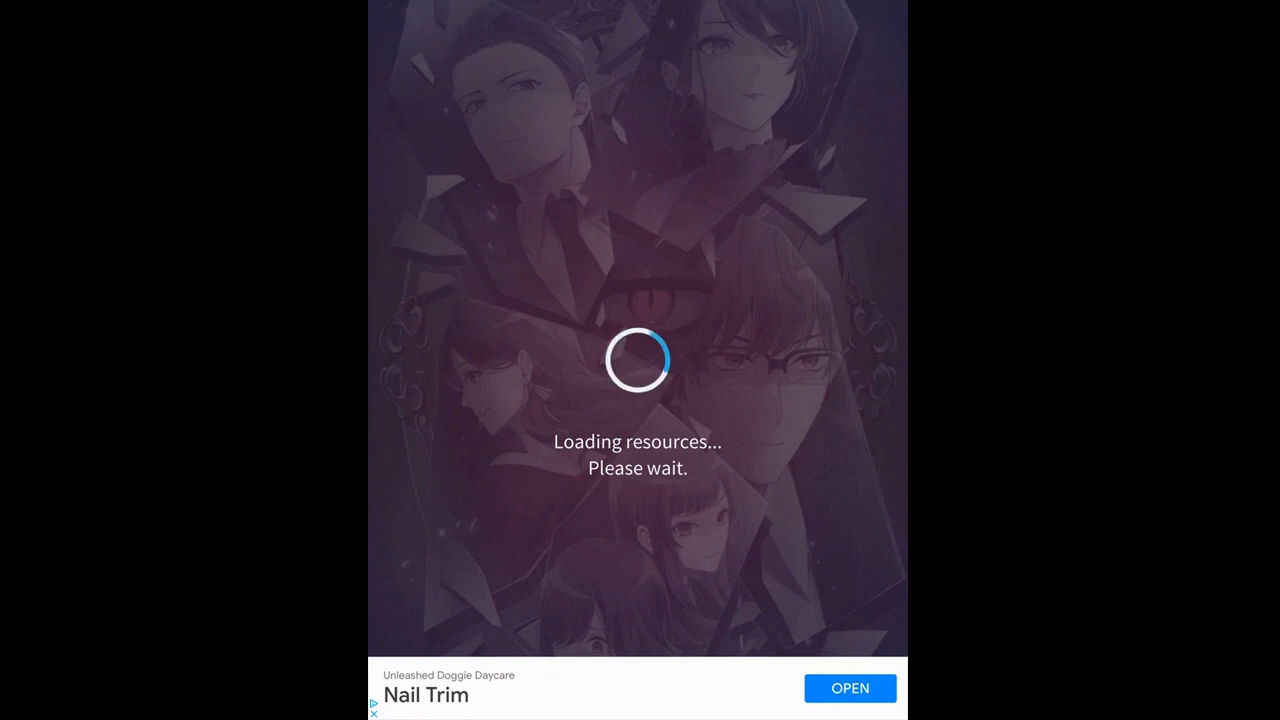 Loading resources...
Please wait.
Unleashed Doggie Daycare
Nail Trim
OPEN